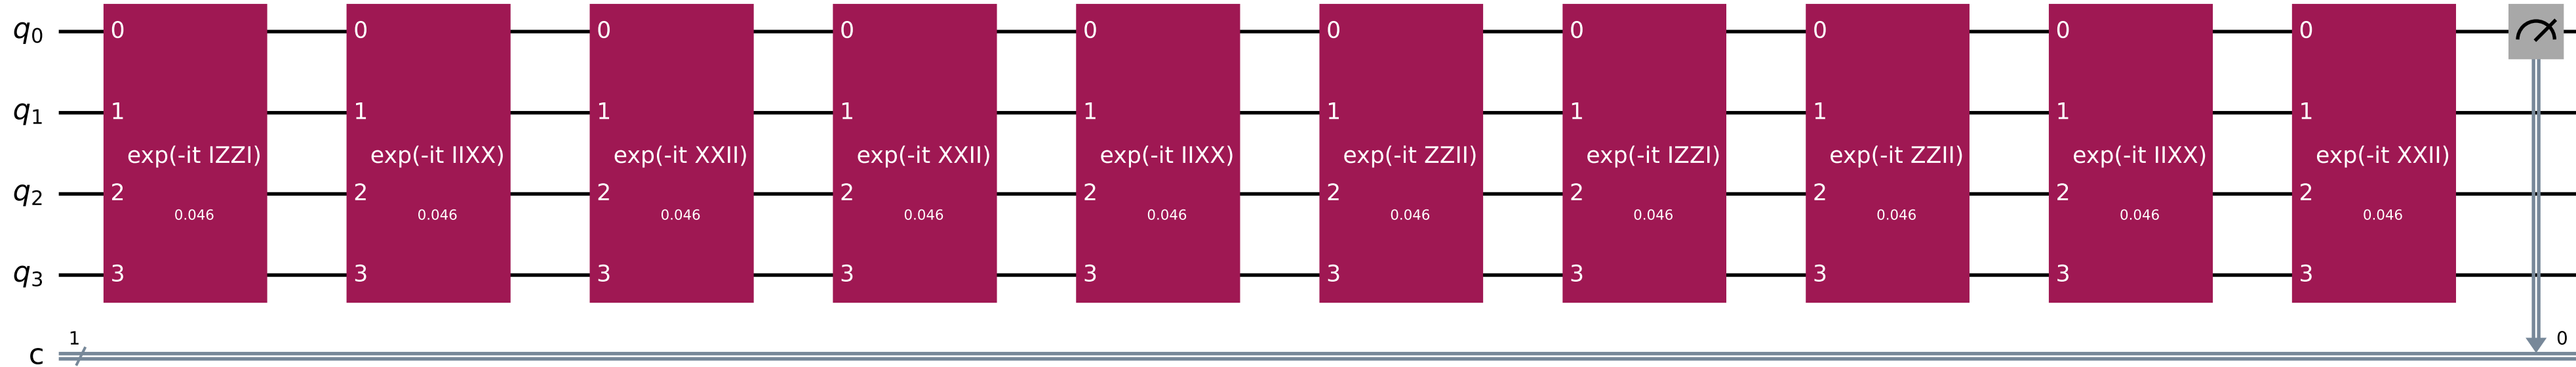 q0 0 0 0 0 0 0 0 0 0 0
q1 1 1 1 1 1 1 1 1 1 1
exp(-it IZZI) exp(-it IIXX) exp(-it XXII) exp(-it XXII) exp(-it IIXX) exp(-it ZZII) exp(-it IZZI) exp(-it ZZII) exp(-it IIXX) exp(-it XXII)
q2 2 2 2 2 2 2 2 2 2 2
0.046 0.046 0.046 0.046 0.046 0.046 0.046 0.046 0.046 0.046
q3 3 3 3 3 3 3 3 3 3 3
1 0
c